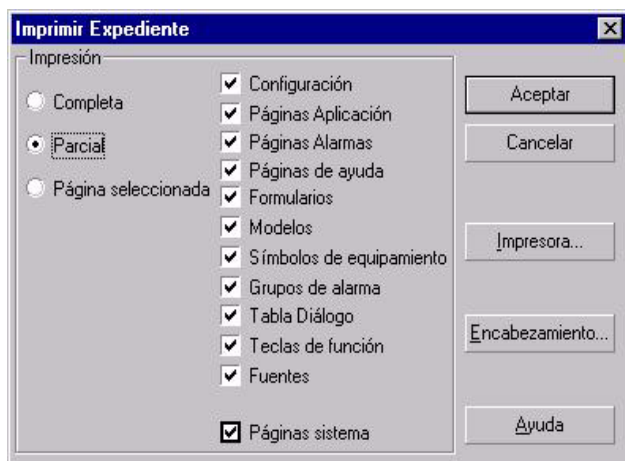 Imprimir Expediente
Impresión
Completa
Parcial
Página seleccionada
Configuración
Páginas Aplicación
Páginas Alarmas
Páginas de ayuda
Formularios
Modelos
Símbolos de equipamiento
Grupos de alarma
Tabla Diálogo
Teclas de función
Fuentes
Páginas sistema
Aceptar
Cancelar
Impresora...
Encabezamiento...
Ayuda